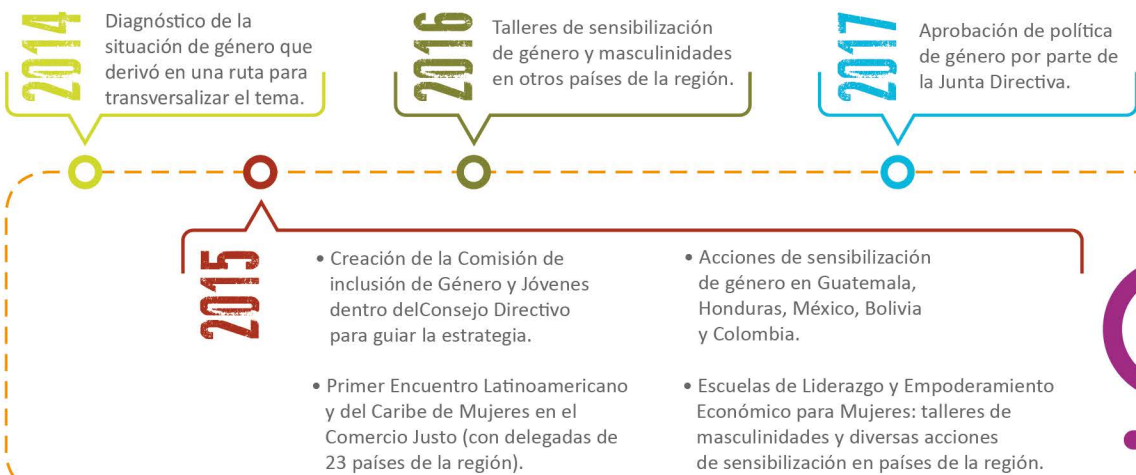 2014
Diagnóstico de la
situación de género que
derivó en una ruta para
transversalizar el tema.
2016
Talleres de sensibilización
de género y masculinidades
en otros países de la región.
2017
Aprobación de política
de género por parte de
la Junta Directiva.
2015
• Creación de la Comisión de
inclusión de Género y Jóvenes
dentro delConsejo Directivo
para guiar la estrategia.
• Primer Encuentro Latinoamericano
y del Caribe de Mujeres en el
Comercio Justo (con delegadas de
23 países de la región).
• Acciones de sensibilización
de género en Guatemala,
Honduras, México, Bolivia
y Colombia.
• Escuelas de Liderazgo y Empoderamiento
Económico para Mujeres: talleres de
masculinidades y diversas acciones
de sensibilización en países de la región.